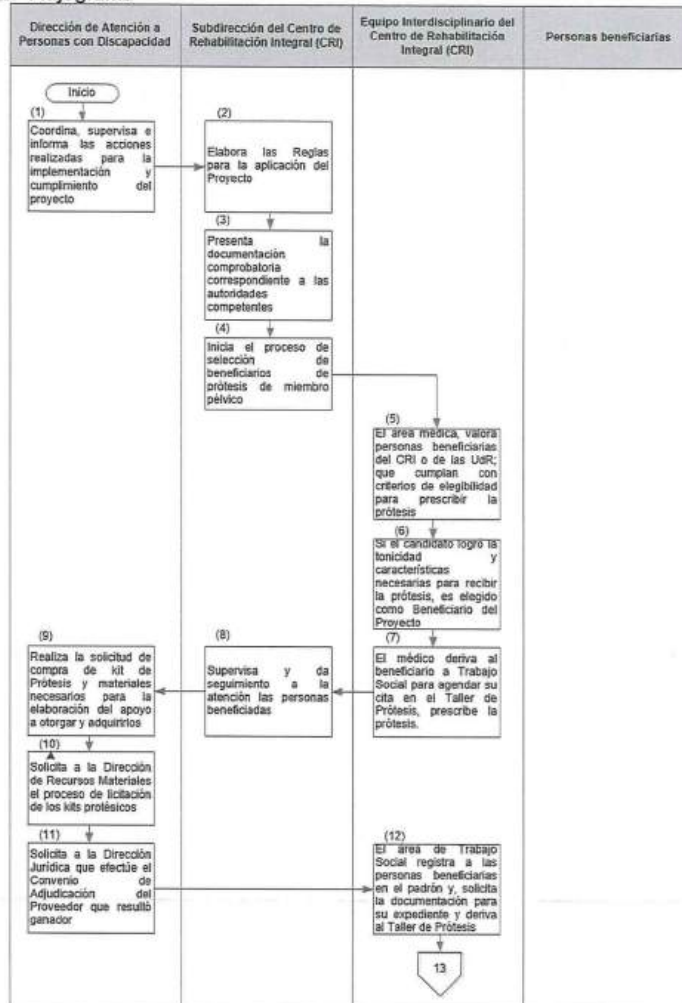 Dirección de Atención a
Personas con Discapacidad
Subdirección del Centro de
Rehabilitación Integral (CRI)
Equipo Interdisciplinario del
Centro de Rehabilitación
Integral (CRI)
Personas beneficiarias
Inicio
(1)
Coordina, supervisa e
informa las acciones
realizadas para la
implementación y
cumplimiento del
proyecto
(2)
Elabora las Reglas
para la aplicación del
Proyecto
(3)
Presenta la
documentación
comprobatoria
correspondiente a las
autoridades
competentes
(4)
Inicia el proceso de
selección de
beneficiarios de
prótesis de miembro
pélvico
(5)
El área médica, valora
personas beneficiarias
del CRI o de las UdR;
que cumplan con
criterios de elegibilidad
para prescribir la
prótesis
(6)
Si el candidato logró la
tonicidad y
características
necesarias para recibir
la prótesis, es elegido
como Beneficiario del
Proyecto
(7)
El médico deriva al
beneficiario a Trabajo
Social para agendar su
cita en el Taller de
Prótesis, prescribe la
prótesis.
(8)
Supervisa y da
seguimiento a la
atención las personas
beneficiadas
(9)
Realiza la solicitud de
compra de kit de
Prótesis y materiales
necesarios para la
elaboración del apoyo
a otorgar y adquirirlos
(10)
Solicita a la Dirección
de Recursos Materiales
el proceso de licitación
de los kits protésicos
(11)
Solicita a la Dirección
Jurídica que efectúe el
Convenio de
Adjudicación del
Proveedor que resultó
ganador
(12)
El área de Trabajo
Social registra a las
personas beneficiarias
en el padrón y, solicita
la documentación para
su expediente y deriva
al Taller de Prótesis
13